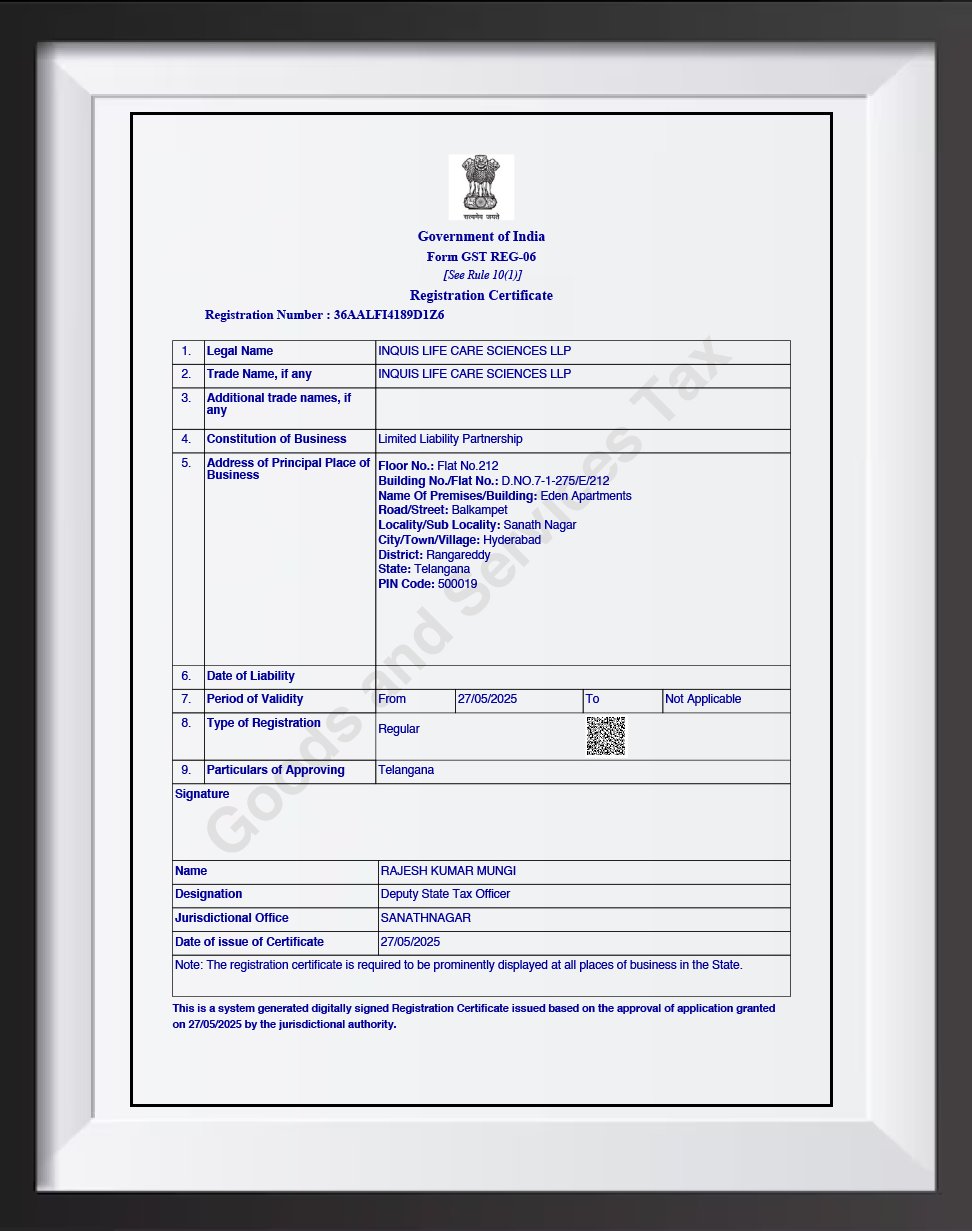 सत्यमेव जयते
Government of India
Form GST REG-06
[See Rule 10(1)]
Registration Certificate
Registration Number : 36AALFI4189D1Z6
1. Legal Name INQUIS LIFE CARE SCIENCES LLP
2. Trade Name, if any INQUIS LIFE CARE SCIENCES LLP
3. Additional trade names, if
any
4. Constitution of Business Limited Liability Partnership
5. Address of Principal Place of
Business
Floor No.: Flat No.212
Building No./Flat No.: D.NO.7-1-275/E/212
Name Of Premises/Building: Eden Apartments
Road/Street: Balkampet
Locality/Sub Locality: Sanath Nagar
City/Town/Village: Hyderabad
District: Rangareddy
State: Telangana
PIN Code: 500019
6. Date of Liability
7. Period of Validity From 27/05/2025 To Not Applicable
8. Type of Registration Regular
9. Particulars of Approving Telangana
Signature
Name RAJESH KUMAR MUNGI
Designation Deputy State Tax Officer
Jurisdictional Office SANATHNAGAR
Date of issue of Certificate 27/05/2025
Note: The registration certificate is required to be prominently displayed at all places of business in the State.
This is a system generated digitally signed Registration Certificate issued based on the approval of application granted
on 27/05/2025 by the jurisdictional authority.
Goods and Services Tax